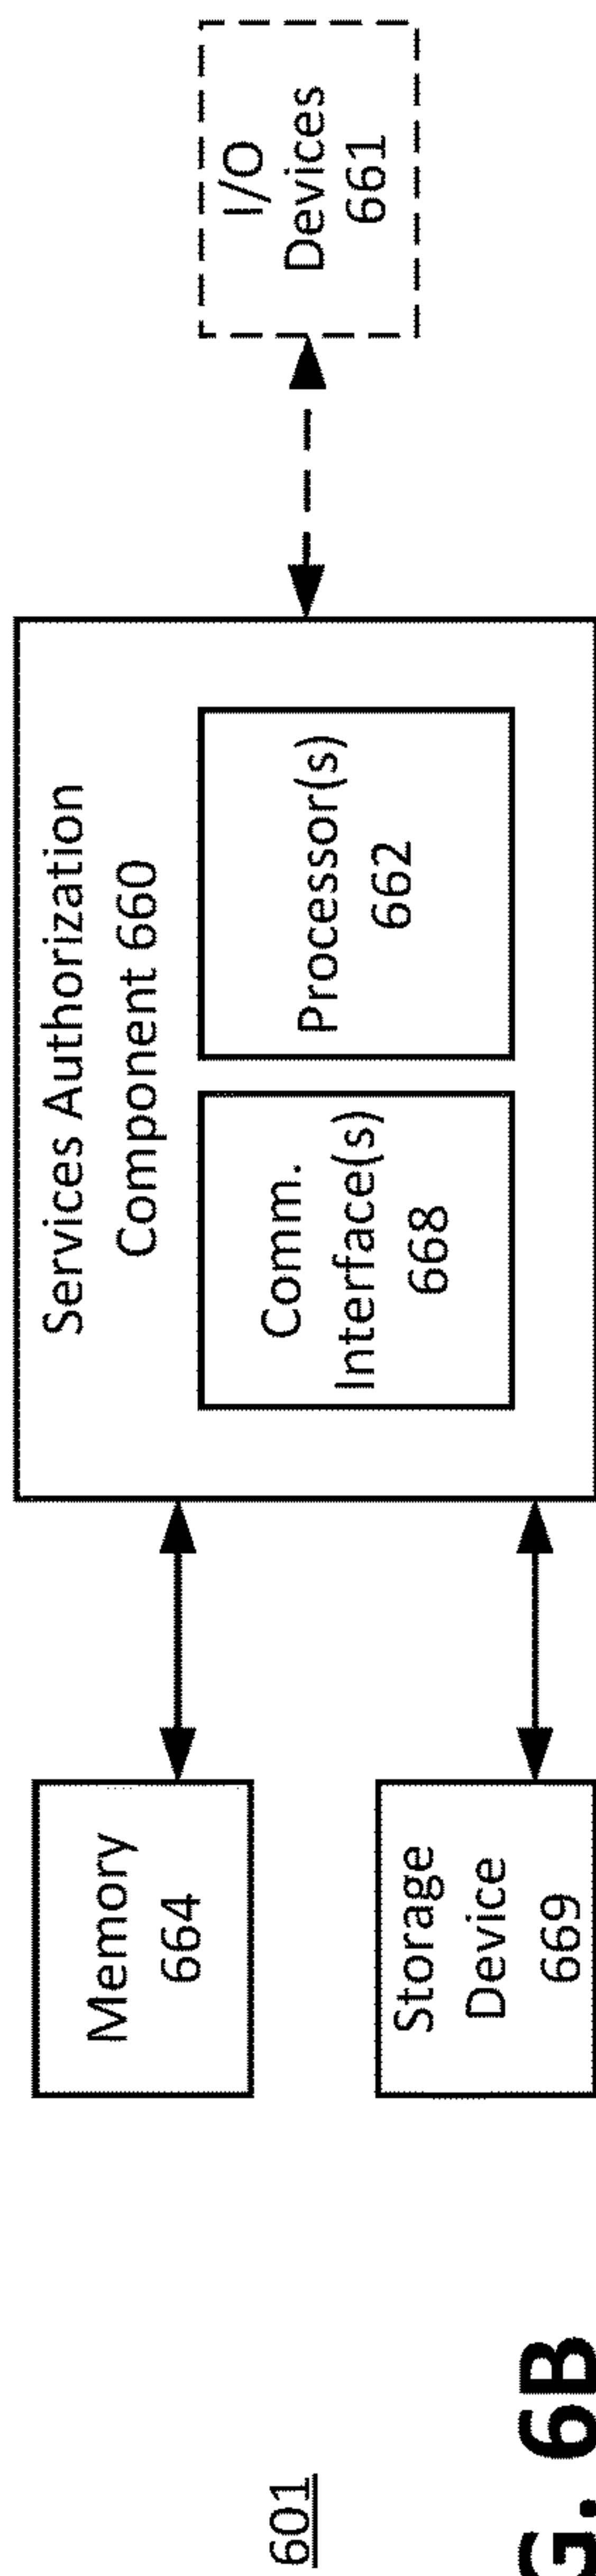 Memory
664
Storage
Device
669
Services Authorization
Component 660
Comm.
Interface(s)
668
Processor(s)
662
I/O
Devices
661
601
G. 6B